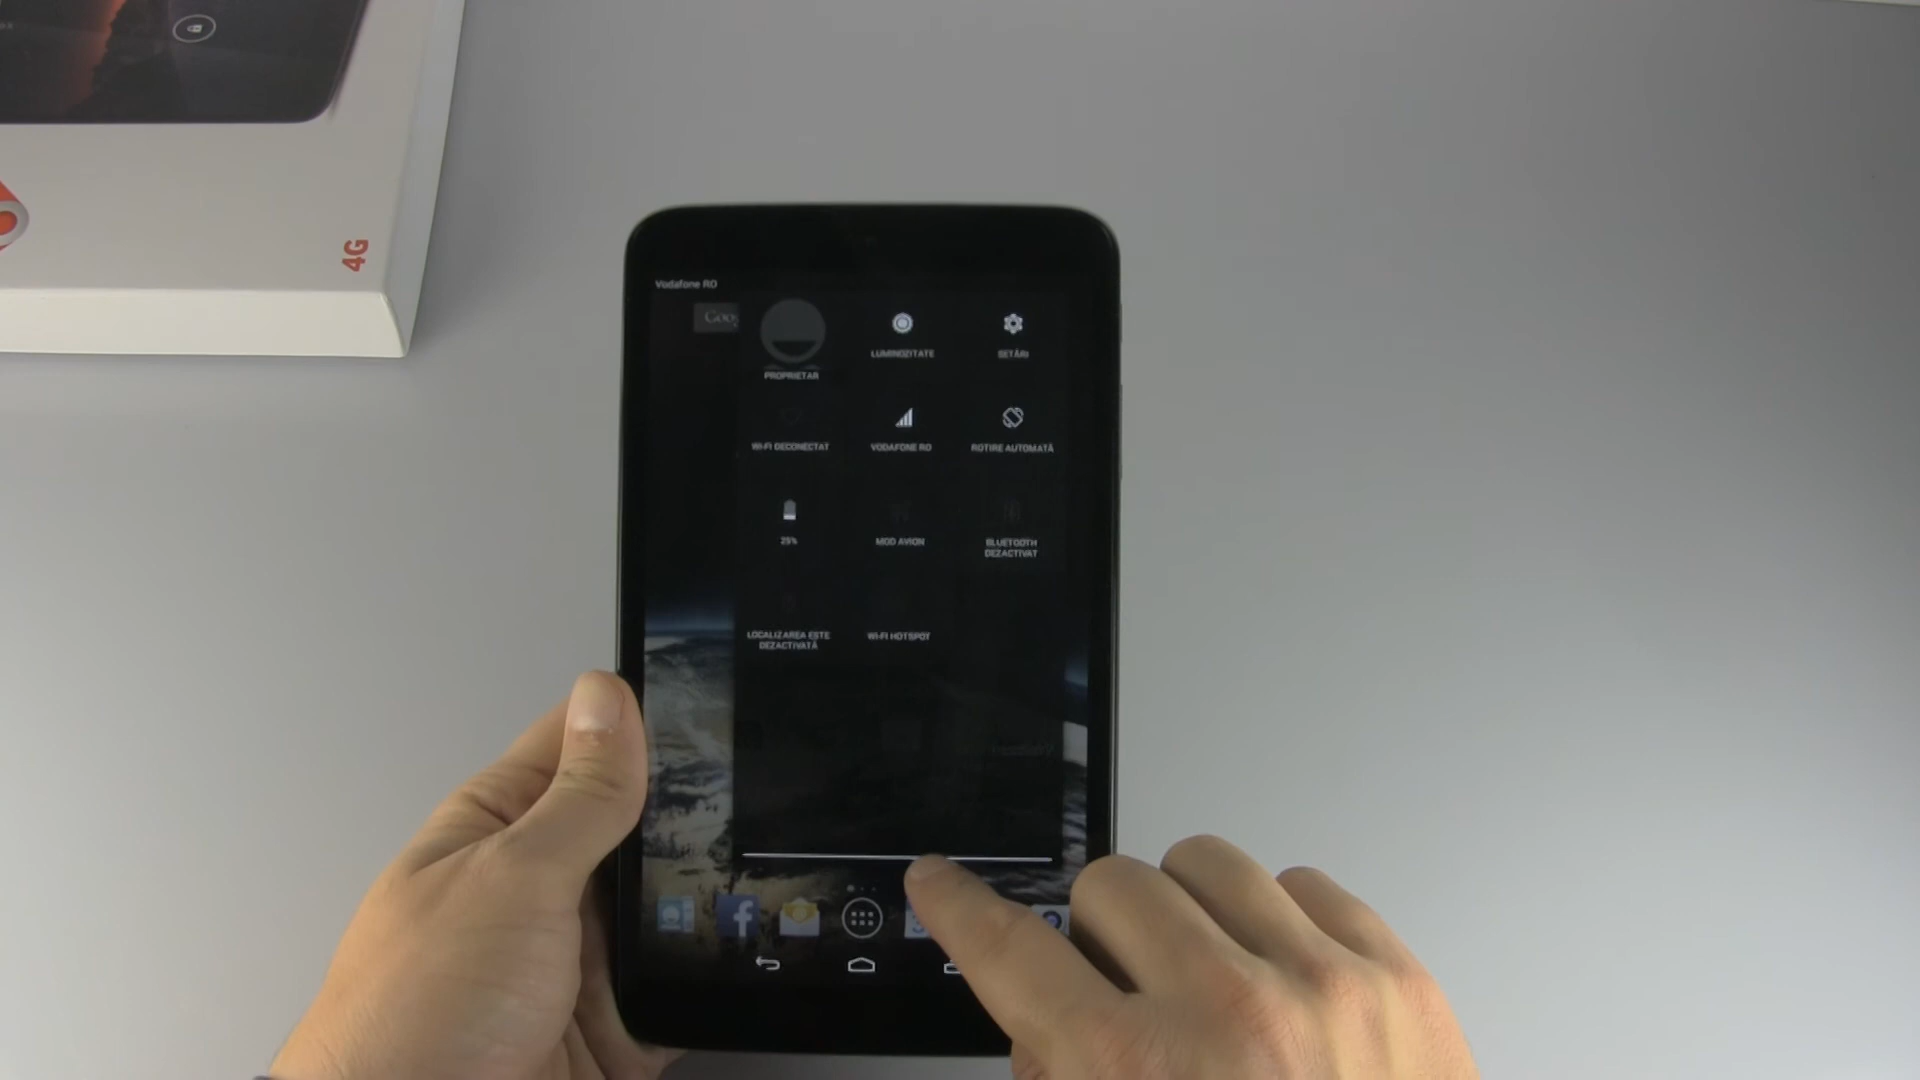 4G
Vodafone RO
Goo
PROPRIETAR
LUMINOZITATE
SETĂRI
WI-FI DECONECTAT
VODAFONE RO
ROTIRE AUTOMATĂ
25%
MOD AVION
BLUETOOTH
DEZACTIVAT
LOCALIZAREA ESTE
DEZACTIVATĂ
WI-FI HOTSPOT